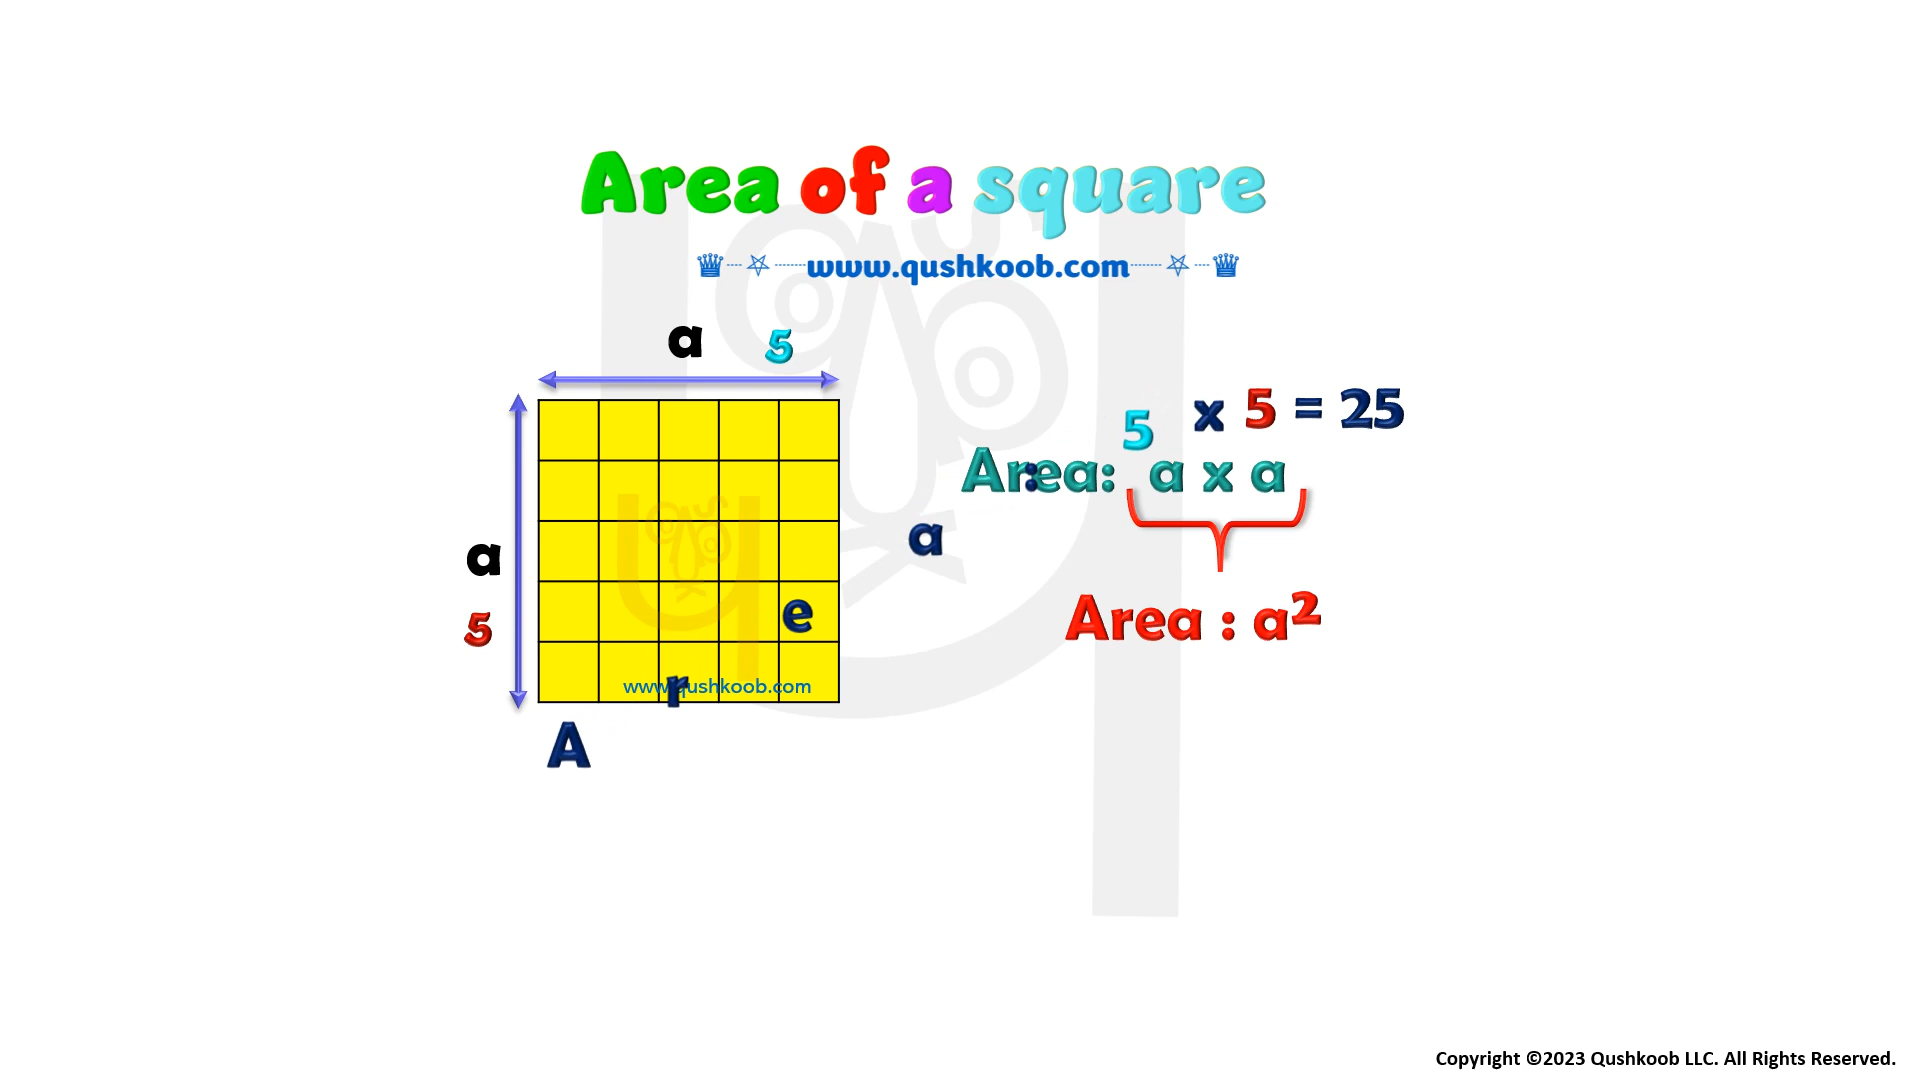 Area of a square
www.qushkoob.com
a 5
5 x 5 = 25
Area: a x a
:
a
a
5
e
Area : a²
r
www.qushkoob.com
A
Copyright ©2023 Qushkoob LLC. All Rights Reserved.